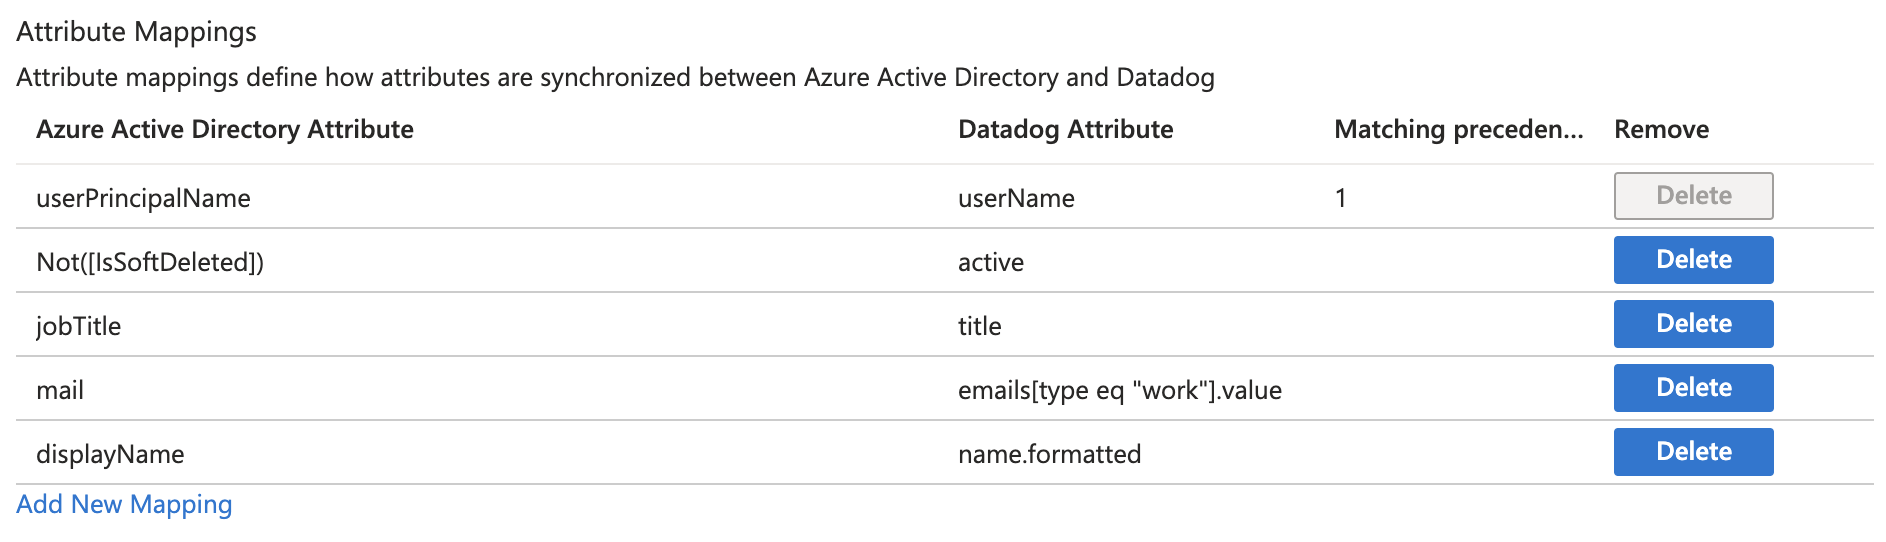 Attribute Mappings
Attribute mappings define how attributes are synchronized between Azure Active Directory and Datadog
Azure Active Directory Attribute Datadog Attribute Matching preceden... Remove
userPrincipalName userName 1 Delete
Not([IsSoftDeleted]) active Delete
jobTitle title Delete
mail emails[type eq "work"].value Delete
displayName name.formatted Delete
Add New Mapping